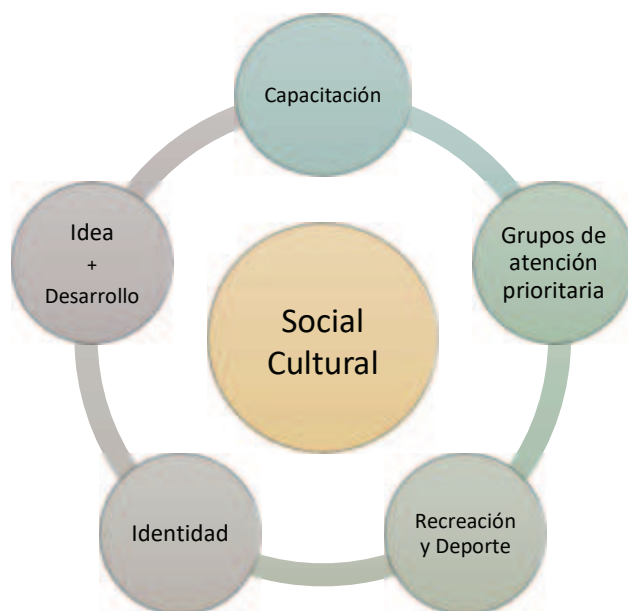 Capacitación
Grupos de
atención
prioritaria
Recreación
y Deporte
Identidad
Idea
+
Desarrollo
Social
Cultural